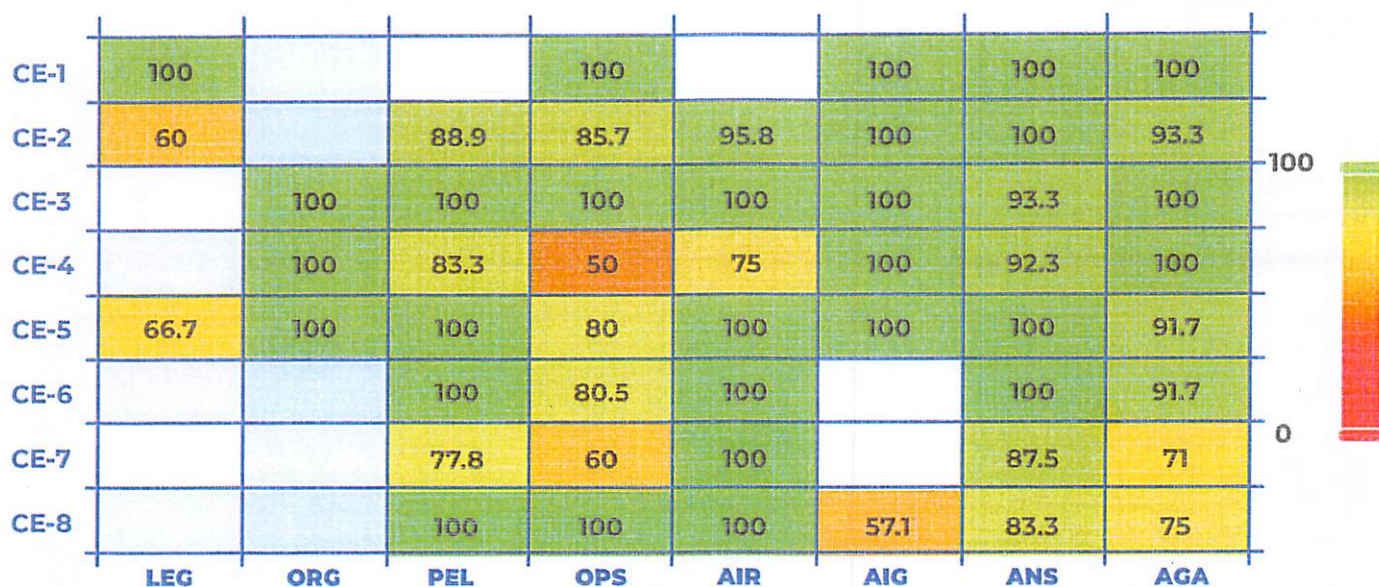 CE-1 100 100 100 100 100
CE-2 60 88.9 85.7 95.8 100 100 93.3
100
CE-3 100 100 100 100 100 93.3 100
CE-4 100 83.3 50 75 100 92.3 100
CE-5 66.7 100 100 80 100 100 100 91.7
CE-6 100 80.5 100 100 91.7
0
CE-7 77.8 60 100 87.5 71
CE-8 100 100 100 57.1 83.3 75
LEG ORG PEL OPS AIR AIG ANS AGA